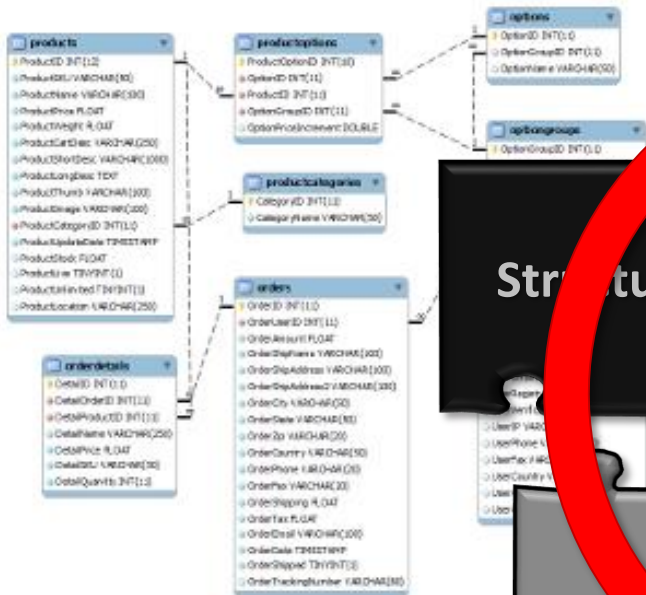 products
ProductID INT(12)
ProductSKU VARCHAR(50)
ProductName VARCHAR(100)
ProductPrice FLOAT
ProductWeight FLOAT
ProductCartDesc VARCHAR(250)
ProductShortDesc VARCHAR(1000)
ProductLongDesc TEXT
ProductThumb VARCHAR(100)
ProductImage VARCHAR(100)
ProductCategoryID INT(11)
ProductUpdateDate TIMESTAMP
ProductStock FLOAT
ProductLive TINYINT(1)
ProductUnlimited TINYINT(1)
ProductLocation VARCHAR(250)
productoptions
ProductOptionID INT(10)
OptionID INT(11)
ProductID INT(11)
OptionGroupID INT(11)
OptionPriceIncrement DOUBLE
options
OptionID INT(11)
OptionGroupID INT(11)
OptionName VARCHAR(50)
optiongroups
OptionGroupID INT(11)
productcategories
CategoryID INT(11)
CategoryName VARCHAR(50)
Structu
orders
OrderID INT(11)
OrderUserID INT(11)
OrderAmount FLOAT
OrderShipName VARCHAR(100)
OrderShipAddress VARCHAR(100)
OrderShipAddress2 VARCHAR(100)
OrderCity VARCHAR(50)
OrderState VARCHAR(50)
OrderZip VARCHAR(20)
OrderCountry VARCHAR(50)
OrderPhone VARCHAR(20)
OrderFax VARCHAR(20)
OrderShipping FLOAT
OrderTax FLOAT
OrderEmail VARCHAR(100)
OrderDate TIMESTAMP
OrderShipped TINYINT(1)
OrderTrackingNumber VARCHAR(80)
orderdetails
DetailID INT(11)
DetailOrderID INT(11)
DetailProductID INT(11)
DetailName VARCHAR(250)
DetailPrice FLOAT
DetailSKU VARCHAR(50)
DetailQuantity INT(11)
UserIP VARC
UserPhone V
UserFax VARC
UserCountry V